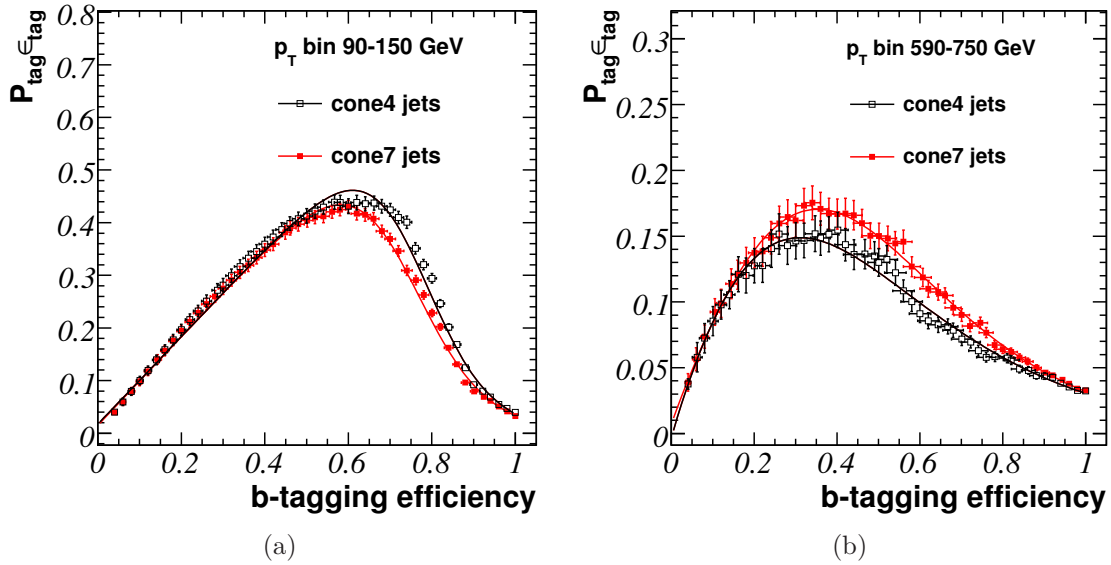 P_tag ϵ_tag
p_T bin 90-150 GeV
cone4 jets
cone7 jets
0.8
0.7
0.6
0.5
0.4
0.3
0.2
0.1
0
0 0.2 0.4 0.6 0.8 1
b-tagging efficiency
(a)
P_tag ϵ_tag
p_T bin 590-750 GeV
cone4 jets
cone7 jets
0.3
0.25
0.2
0.15
0.1
0.05
0
0 0.2 0.4 0.6 0.8 1
b-tagging efficiency
(b)